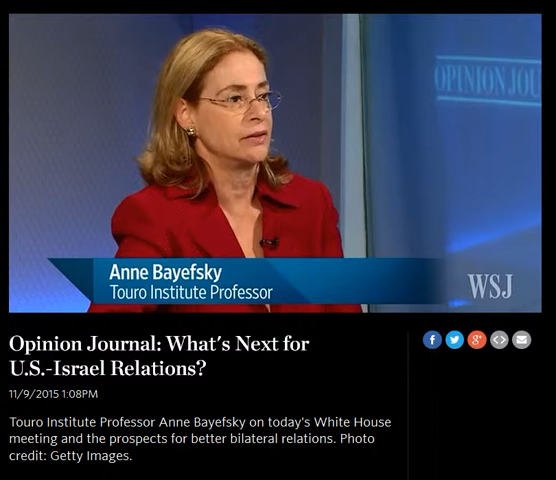 OPINION JOU
Anne Bayefsky
Touro Institute Professor
WSJ
Opinion Journal: What's Next for
U.S.-Israel Relations?
11/9/2015 1:08PM
Touro Institute Professor Anne Bayefsky on today's White House
meeting and the prospects for better bilateral relations. Photo
credit: Getty Images.